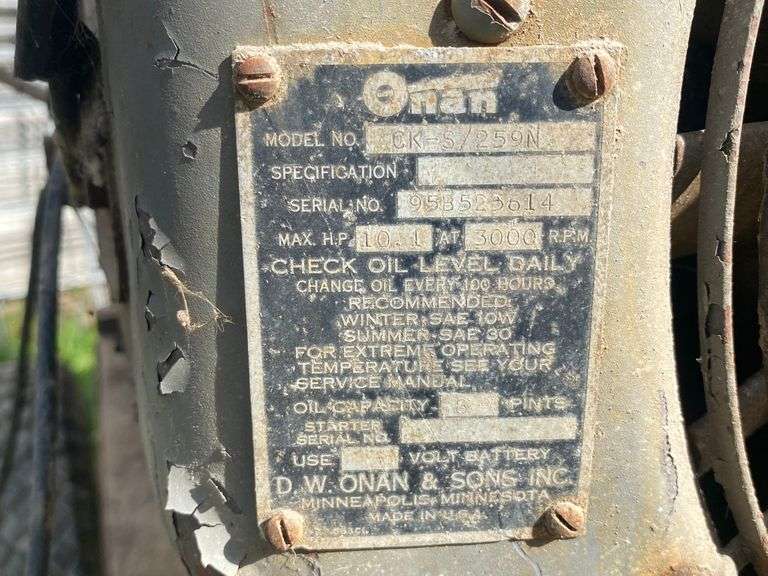 Onan
MODEL NO. CK-S/259N
SPECIFICATION
SERIAL NO. 95B525614
MAX. H.P. 10.1 AT 3000 R.P.M.
CHECK OIL LEVEL DAILY
CHANGE OIL EVERY 100 HOURS
RECOMMENDED
WINTER-SAE 10W
SUMMER-SAE 30
FOR EXTREME OPERATING
TEMPERATURE SEE YOUR
SERVICE MANUAL
OIL CAPACITY PINTS
STARTER
SERIAL NO.
USE VOLT BATTERY
D. W. ONAN & SONS INC.
MINNEAPOLIS, MINNESOTA
MADE IN U.S.A.